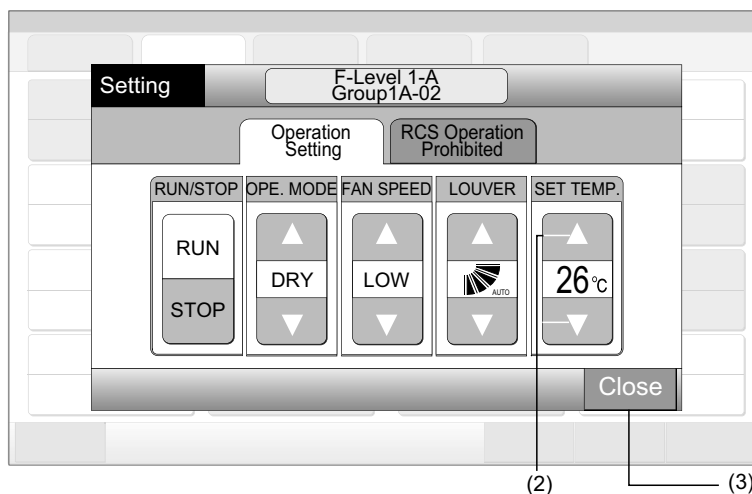 Setting
F-Level 1-A
Group1A-02
Operation
Setting
RCS Operation
Prohibited
RUN/STOP
OPE. MODE
FAN SPEED
LOUVER
SET TEMP.
RUN
STOP
DRY
LOW
AUTO
26°C
Close
(2)
(3)